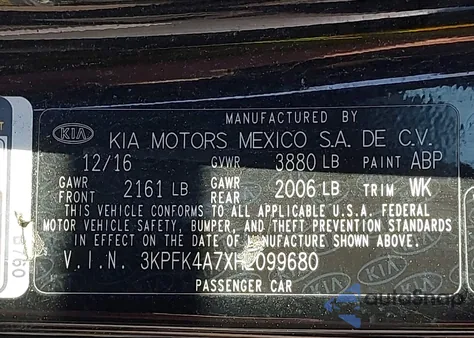 MANUFACTURED BY
KIA KIA MOTORS MEXICO S.A. DE C.V.
12/16 GVWR 3880 LB PAINT ABP
GAWR FRONT 2161 LB GAWR REAR 2006 LB TRIM WK
THIS VEHICLE CONFORMS TO ALL APPLICABLE U.S.A. FEDERAL
MOTOR VEHICLE SAFETY, BUMPER, AND THEFT PREVENTION STANDARDS
IN EFFECT ON THE DATE OF MANUFACTURE SHOWN ABOVE.
V.I.N. 3KPFK4A7XHE099680
PASSENGER CAR
autoSnap